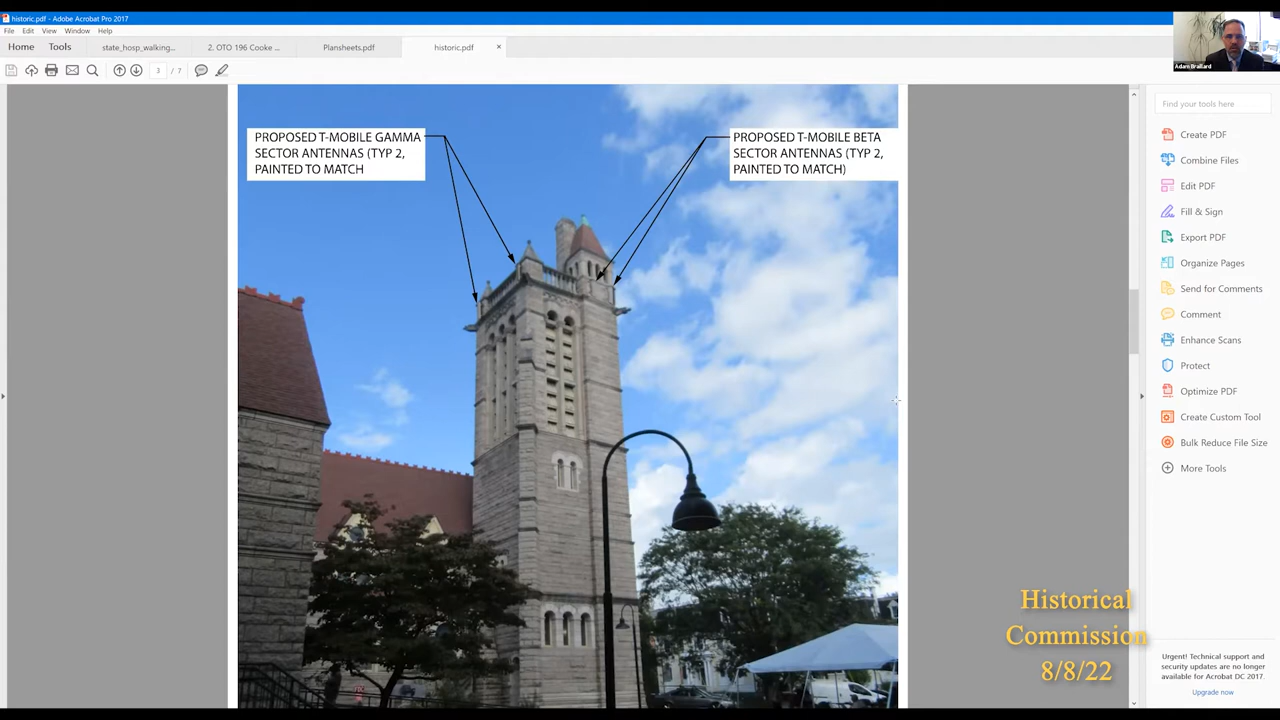 historic.pdf - Adobe Acrobat Pro 2017
File Edit View Window Help
Home Tools state_hosp_walking... 2. OTO 196 Cooke ... Plansheets.pdf historic.pdf ×
3 / 7
Adam Braillard
Find your tools here
Create PDF
Combine Files
Edit PDF
Fill & Sign
Export PDF
Organize Pages
Send for Comments
Comment
Enhance Scans
Protect
Optimize PDF
Create Custom Tool
Bulk Reduce File Size
More Tools
PROPOSED T-MOBILE GAMMA
SECTOR ANTENNAS (TYP 2,
PAINTED TO MATCH
PROPOSED T-MOBILE BETA
SECTOR ANTENNAS (TYP 2,
PAINTED TO MATCH)
Historical
Commission
8/8/22
Urgent! Technical support and
security updates are no longer
available for Acrobat DC 2017.
Upgrade now